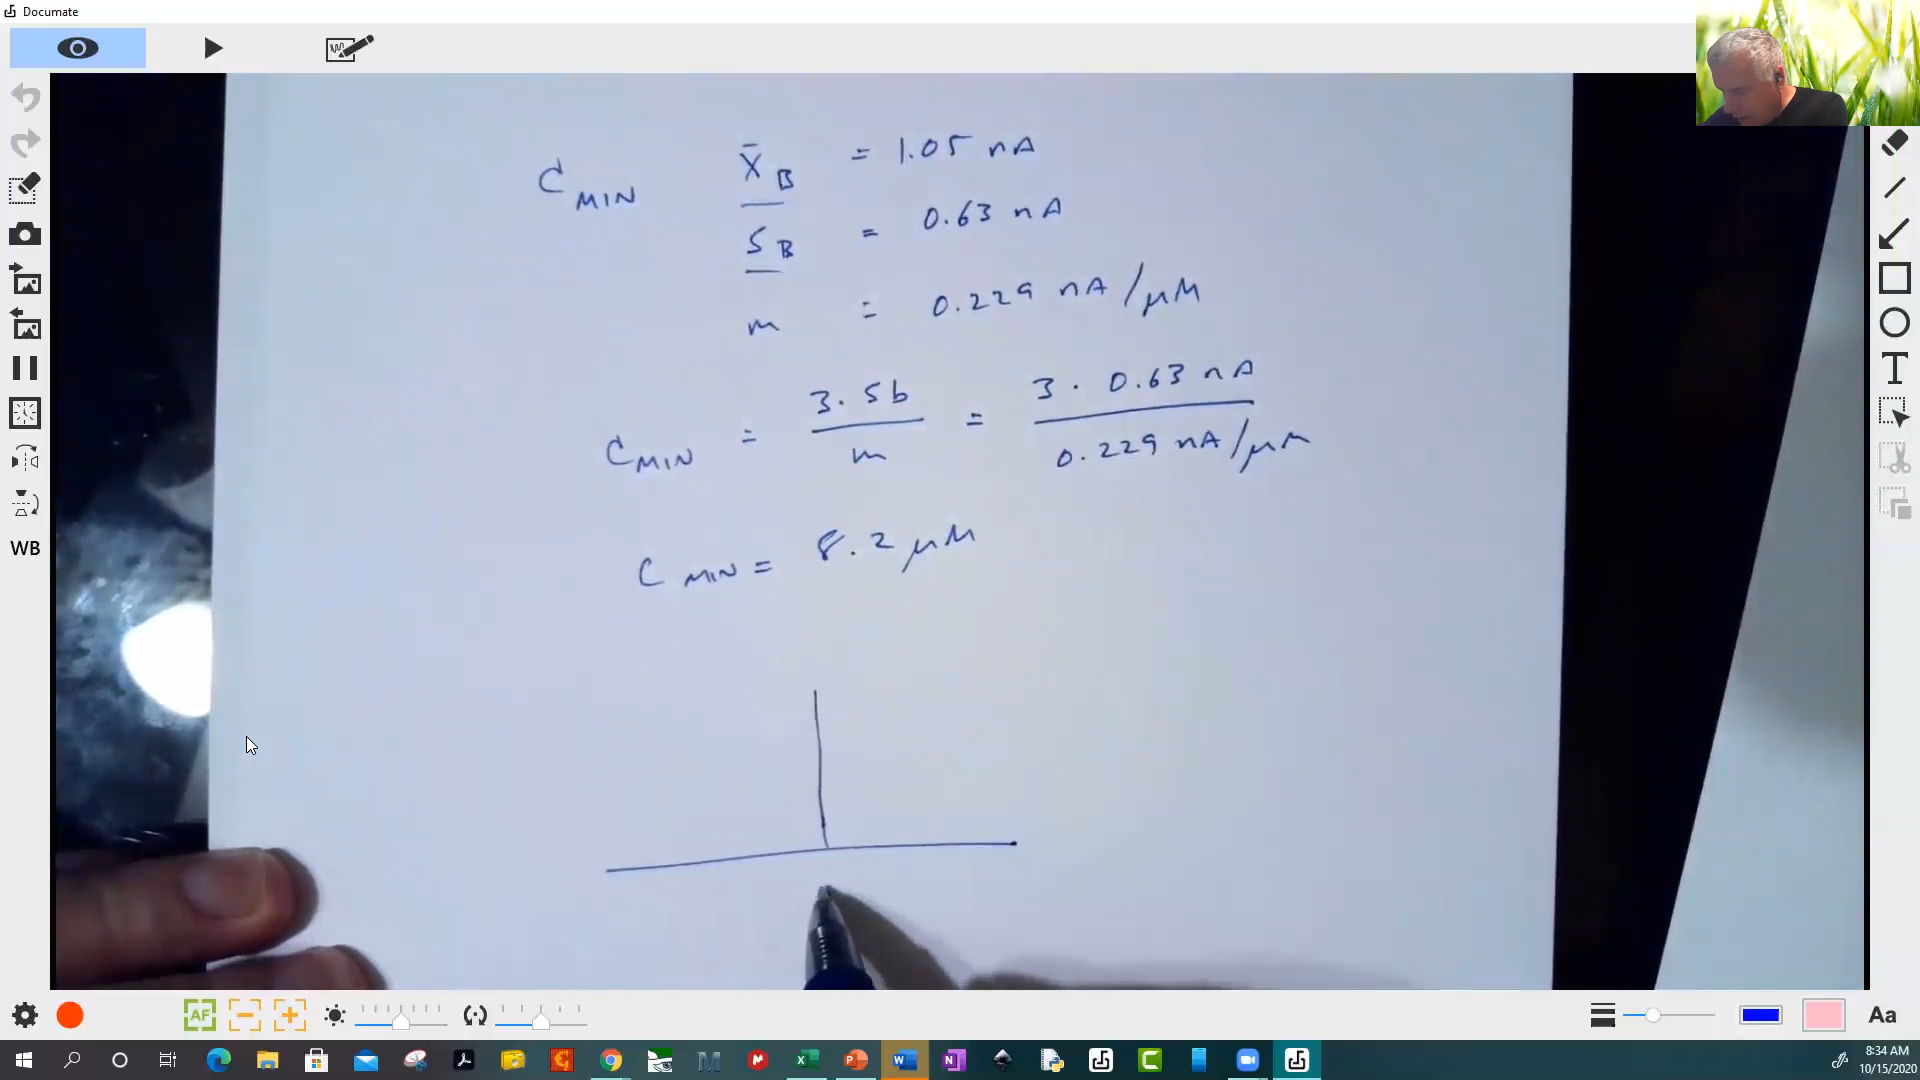 Documate
C MIN X̄ B = 1.05 nA
S B = 0.63 nA
m = 0.229 nA/μM
C MIN = 3 · Sb / m = 3 · 0.63 nA / 0.229 nA/μM
C MIN = 8.2 μM
T
WB
AF
Aa
8:34 AM
10/15/2020